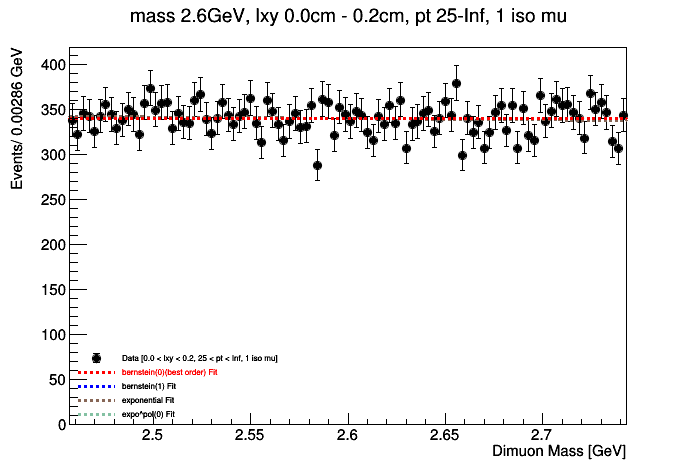 mass 2.6GeV, lxy 0.0cm - 0.2cm, pt 25-Inf, 1 iso mu
Events/ 0.00286 GeV
400
350
300
250
200
150
100
50
0
Data [0.0 < lxy < 0.2, 25 < pt < Inf, 1 iso mu]
bernstein(0)(best order) Fit
bernstein(1) Fit
exponential Fit
expo*pol(0) Fit
2.5 2.55 2.6 2.65 2.7
Dimuon Mass [GeV]